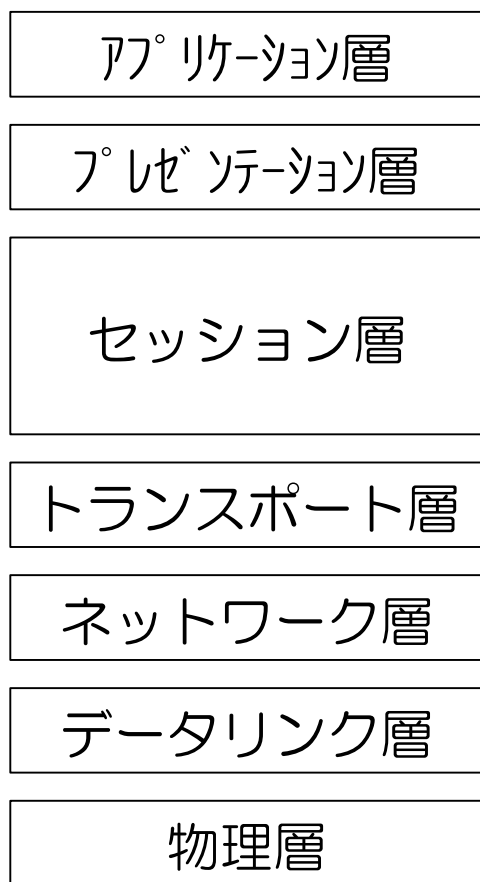 ｱﾌﾟﾘｹｰｼｮﾝ層
ﾌﾟﾚｾﾞﾝﾃｰｼｮﾝ層
セッション層
トランスポート層
ネットワーク層
データリンク層
物理層